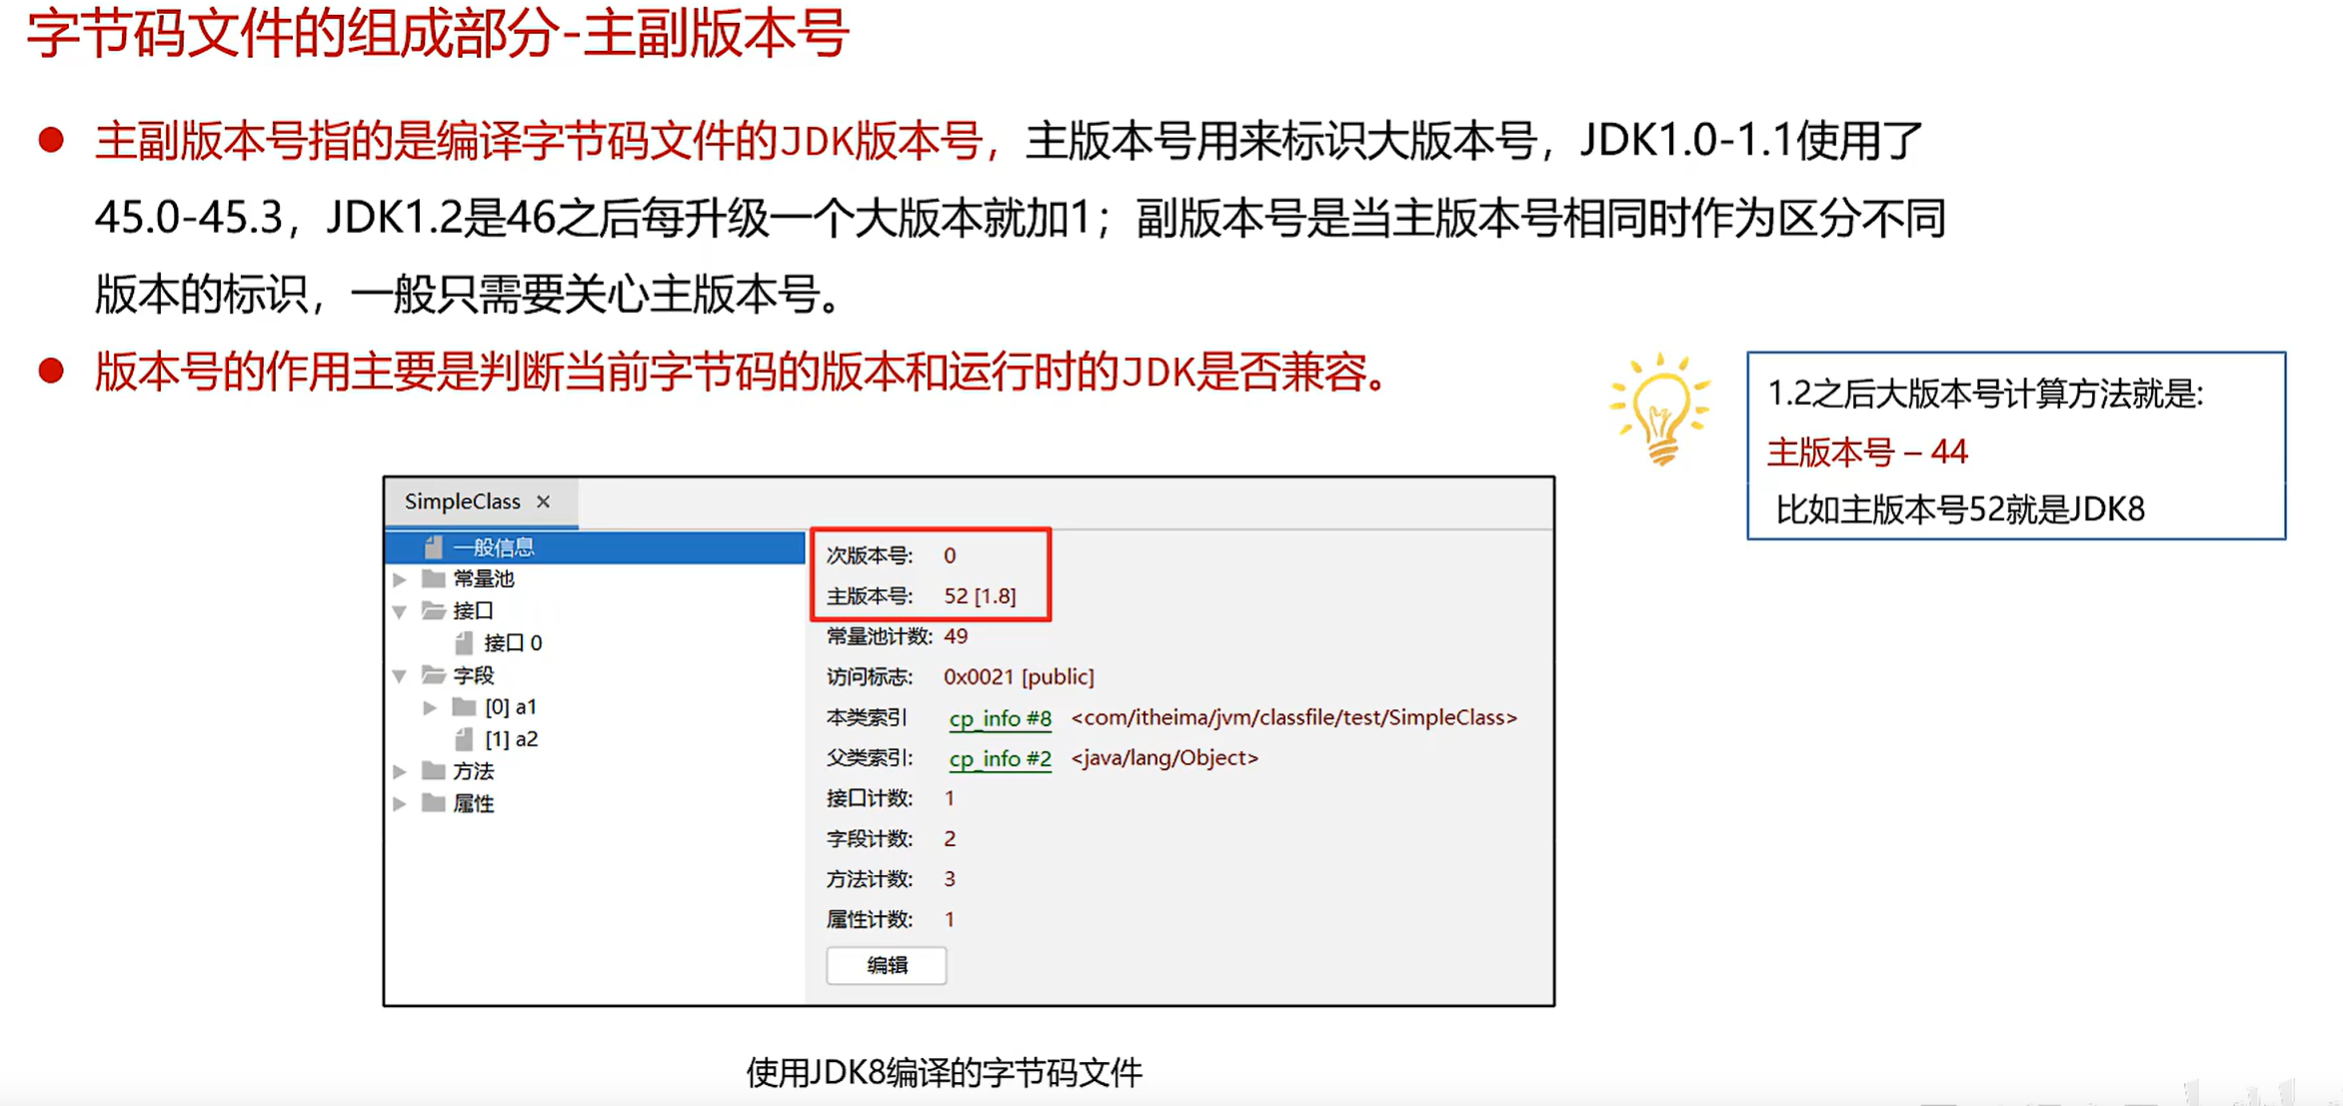 字节码文件的组成部分-主副版本号
主副版本号指的是编译字节码文件的JDK版本号，主版本号用来标识大版本号，JDK1.0-1.1使用了
45.0-45.3，JDK1.2是46之后每升级一个大版本就加1；副版本号是当主版本号相同时作为区分不同
版本的标识，一般只需要关心主版本号。
版本号的作用主要是判断当前字节码的版本和运行时的JDK是否兼容。
1.2之后大版本号计算方法就是:
主版本号 – 44
比如主版本号52就是JDK8
SimpleClass ×
一般信息
常量池
接口
接口 0
字段
[0] a1
[1] a2
方法
属性
次版本号: 0
主版本号: 52 [1.8]
常量池计数: 49
访问标志: 0x0021 [public]
本类索引 cp_info #8 <com/itheima/jvm/classfile/test/SimpleClass>
父类索引: cp_info #2 <java/lang/Object>
接口计数: 1
字段计数: 2
方法计数: 3
属性计数: 1
编辑
使用JDK8编译的字节码文件